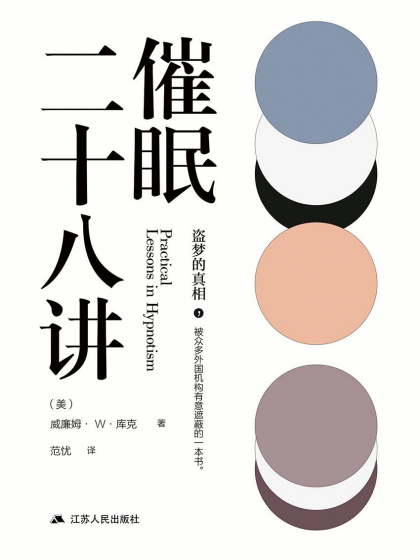 催眠
二十八讲
Practical
Lessons in Hypnotism
盗梦的真相，
被众多外国机构有意遮蔽的一本书。
（美）
威廉姆·W·库克 著
范忧 译
江苏人民出版社